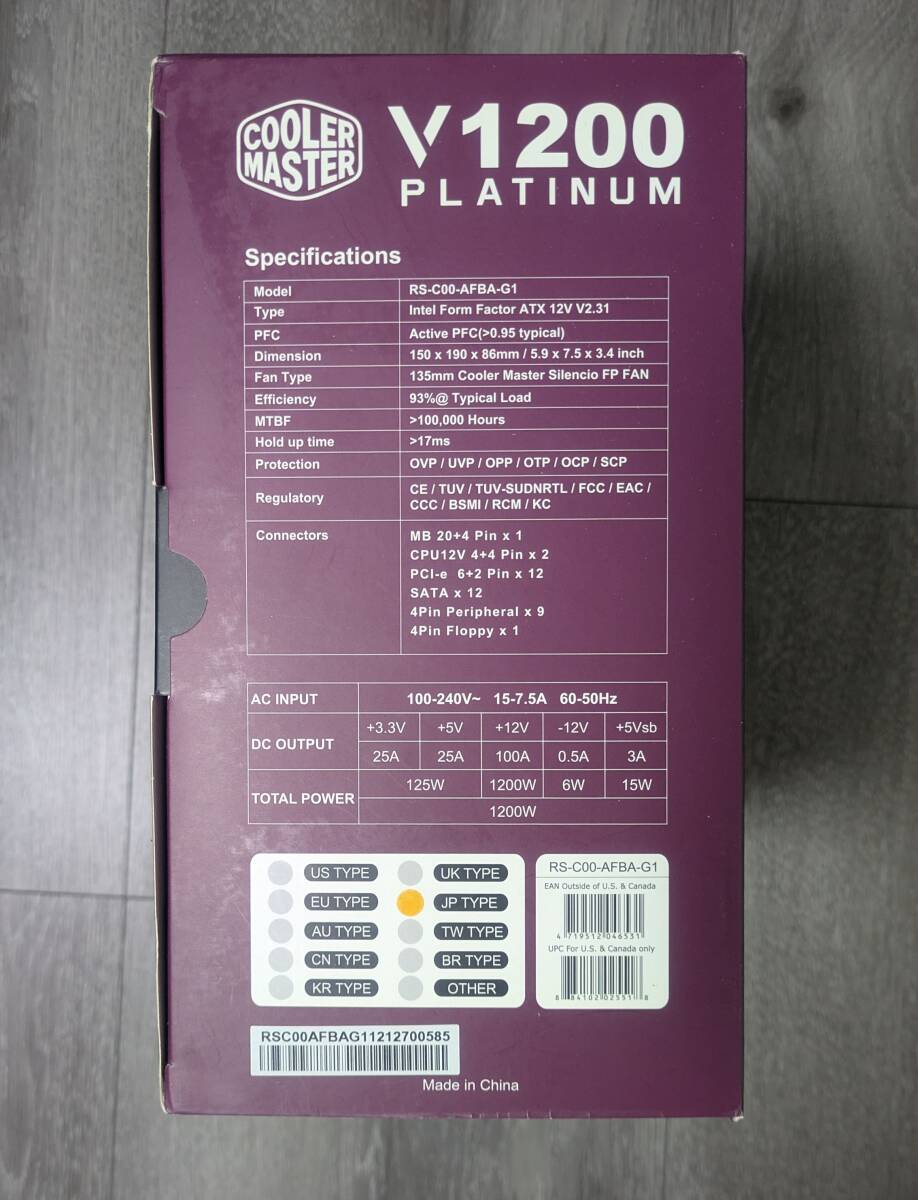 COOLER
MASTER
V1200
PLATINUM
Specifications
Model RS-C00-AFBA-G1
Type Intel Form Factor ATX 12V V2.31
PFC Active PFC(>0.95 typical)
Dimension 150 x 190 x 86mm / 5.9 x 7.5 x 3.4 inch
Fan Type 135mm Cooler Master Silencio FP FAN
Efficiency 93%@ Typical Load
MTBF >100,000 Hours
Hold up time >17ms
Protection OVP / UVP / OPP / OTP / OCP / SCP
Regulatory CE / TUV / TUV-SUDNRTL / FCC / EAC /
CCC / BSMI / RCM / KC
Connectors MB 20+4 Pin x 1
CPU12V 4+4 Pin x 2
PCI-e 6+2 Pin x 12
SATA x 12
4Pin Peripheral x 9
4Pin Floppy x 1
AC INPUT 100-240V~ 15-7.5A 60-50Hz
DC OUTPUT +3.3V +5V +12V -12V +5Vsb
25A 25A 100A 0.5A 3A
TOTAL POWER 125W 1200W 6W 15W
1200W
US TYPE UK TYPE
EU TYPE JP TYPE
AU TYPE TW TYPE
CN TYPE BR TYPE
KR TYPE OTHER
RS-C00-AFBA-G1
EAN Outside of U.S. & Canada
4 719512 046531
UPC For U.S. & Canada only
8 84102 02551 8
RSC00AFBAG11212700585
Made in China